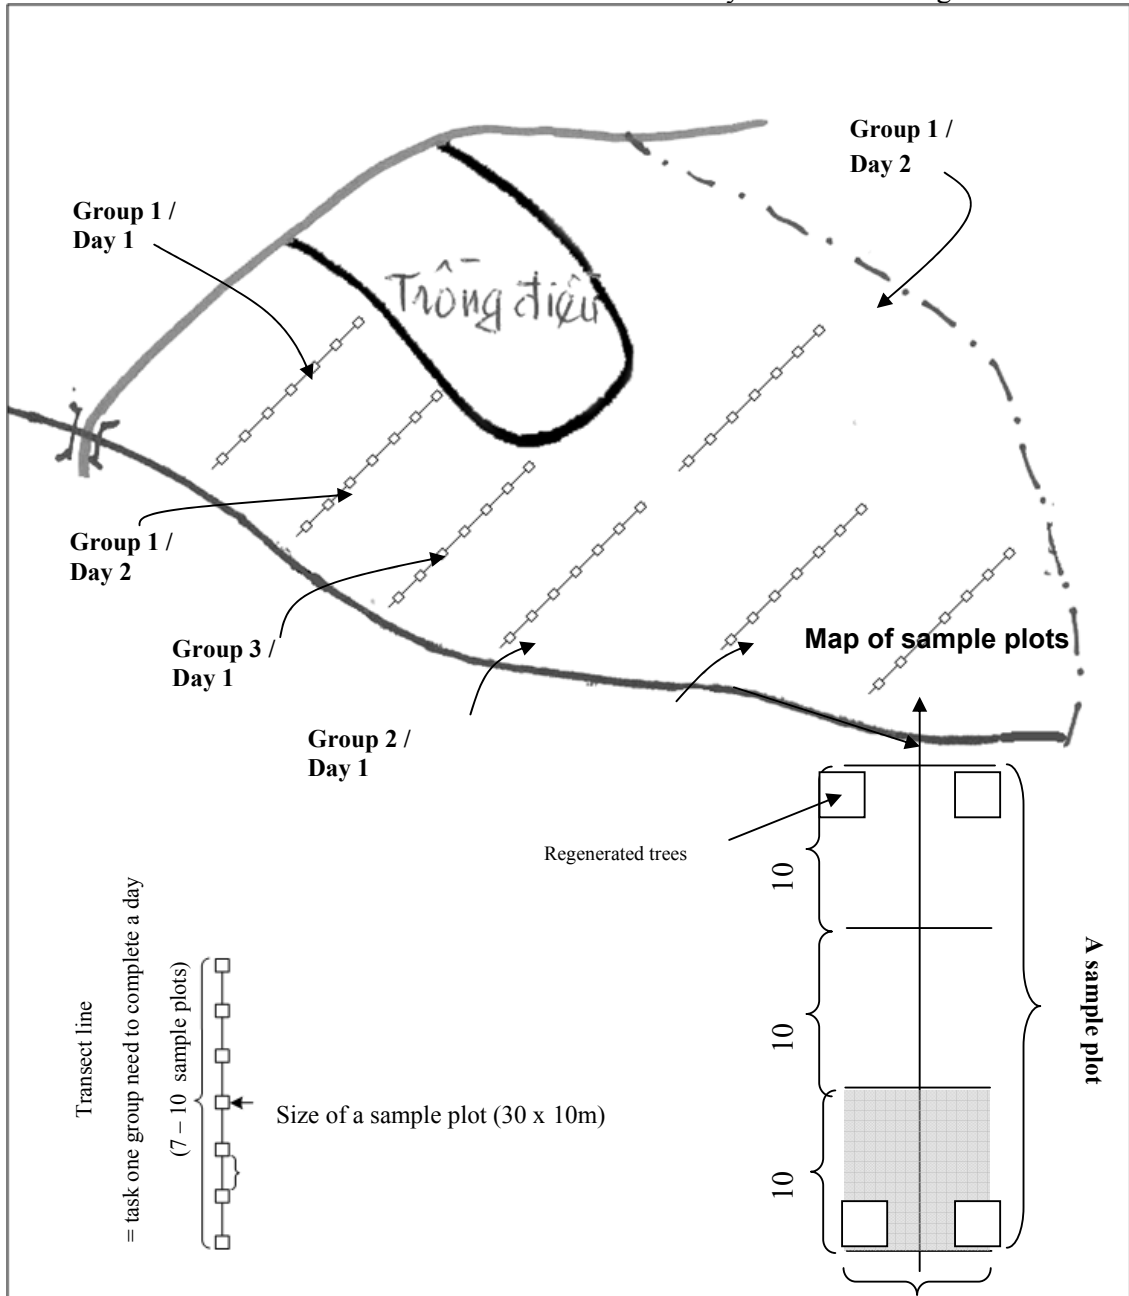 Group 1 /
Day 2
Group 1 /
Day 1
Trồng điều
Group 1 /
Day 2
Group 3 /
Day 1
Map of sample plots
Group 2 /
Day 1
Regenerated trees
10
10
10
A sample plot
Transect line
= task one group need to complete a day
(7 – 10 sample plots)
Size of a sample plot (30 x 10m)